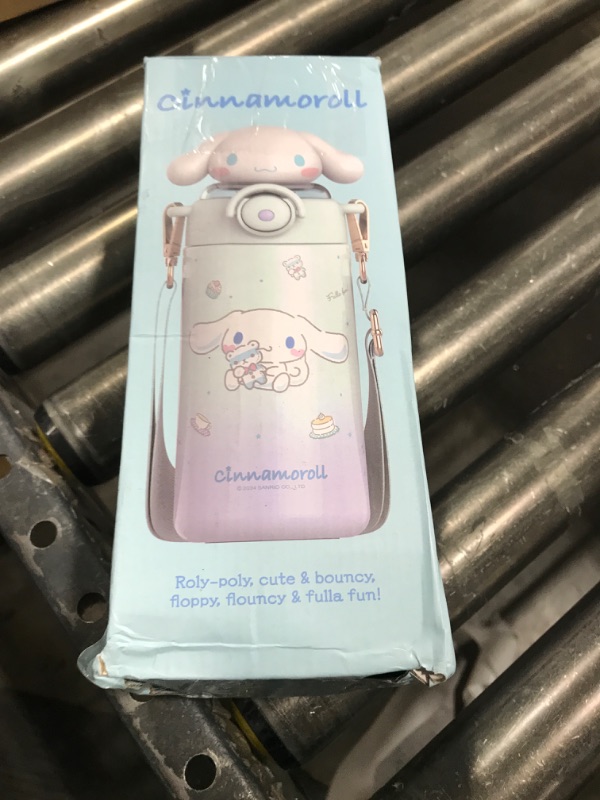 cinnamoroll
cinnamoroll
Roly-poly, cute & bouncy,
floppy, flouncy & fulla fun!